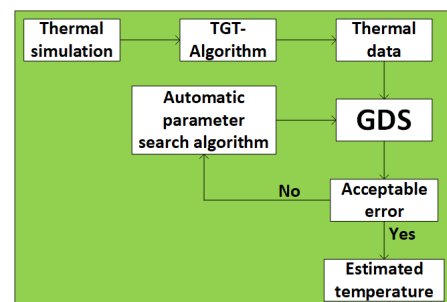 Thermal
simulation
TGT-
Algorithm
Thermal
data
Automatic
parameter
search algorithm
GDS
No
Acceptable
error
Yes
Estimated
temperature